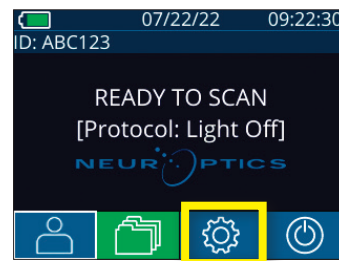 07/22/22 09:22:30
ID: ABC123
READY TO SCAN
[Protocol: Light Off]
NEUROPTICS